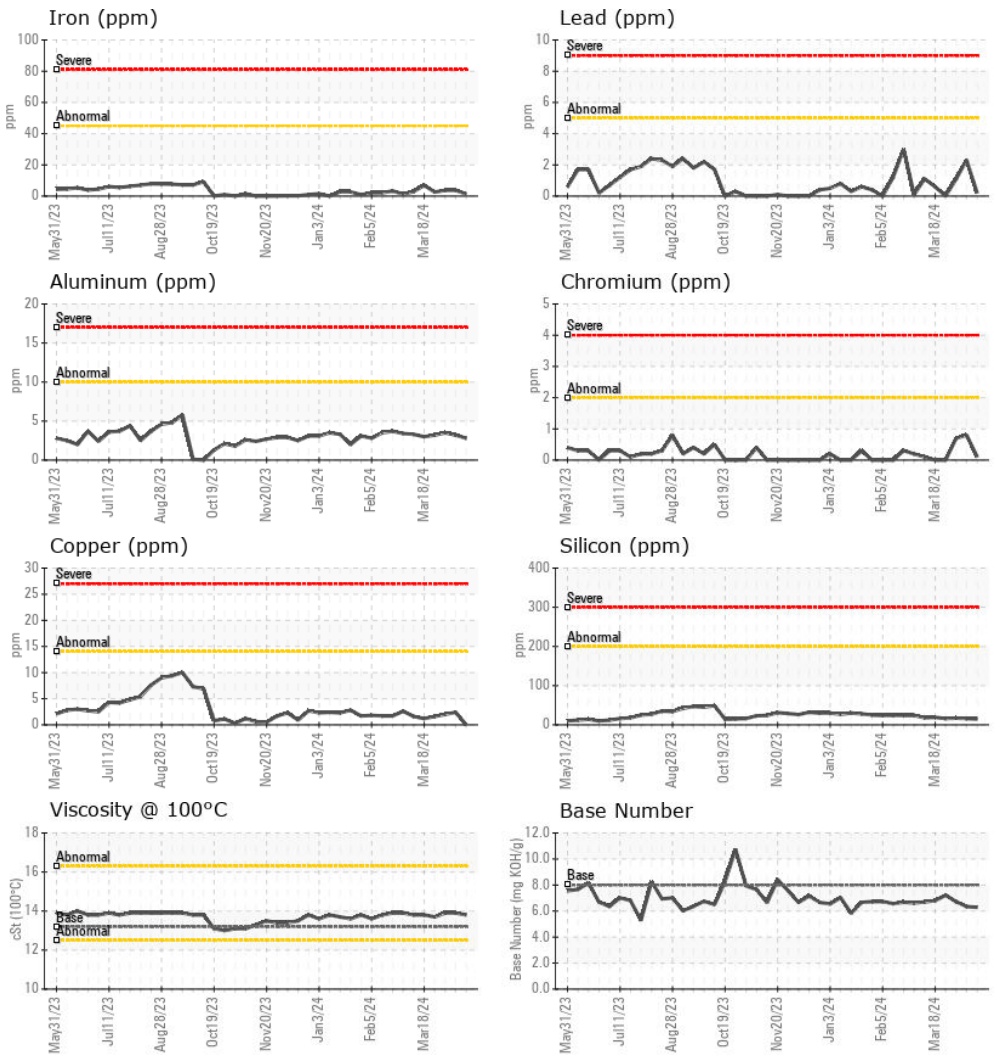 Iron (ppm)
100
80
60
40
20
0
ppm
Severe
Abnormal
May31/23
Jul11/23
Aug28/23
Oct19/23
Nov20/23
Jan3/24
Feb5/24
Mar18/24
Lead (ppm)
10
8
6
4
2
0
ppm
Severe
Abnormal
May31/23
Jul11/23
Aug28/23
Oct19/23
Nov20/23
Jan3/24
Feb5/24
Mar18/24
Aluminum (ppm)
20
15
10
5
0
ppm
Severe
Abnormal
May31/23
Jul11/23
Aug28/23
Oct19/23
Nov20/23
Jan3/24
Feb5/24
Mar18/24
Chromium (ppm)
5
4
3
2
1
0
ppm
Severe
Abnormal
May31/23
Jul11/23
Aug28/23
Oct19/23
Nov20/23
Jan3/24
Feb5/24
Mar18/24
Copper (ppm)
30
25
20
15
10
5
0
ppm
Severe
Abnormal
May31/23
Jul11/23
Aug28/23
Oct19/23
Nov20/23
Jan3/24
Feb5/24
Mar18/24
Silicon (ppm)
400
300
200
100
0
ppm
Severe
Abnormal
May31/23
Jul11/23
Aug28/23
Oct19/23
Nov20/23
Jan3/24
Feb5/24
Mar18/24
Viscosity @ 100°C
18
16
14
12
10
cSt (100°C)
Abnormal
Base
Abnormal
May31/23
Jul11/23
Aug28/23
Oct19/23
Nov20/23
Jan3/24
Feb5/24
Mar18/24
Base Number
12.0
10.0
8.0
6.0
4.0
2.0
0.0
Base Number (mg KOH/g)
Base
May31/23
Jul11/23
Aug28/23
Oct19/23
Nov20/23
Jan3/24
Feb5/24
Mar18/24